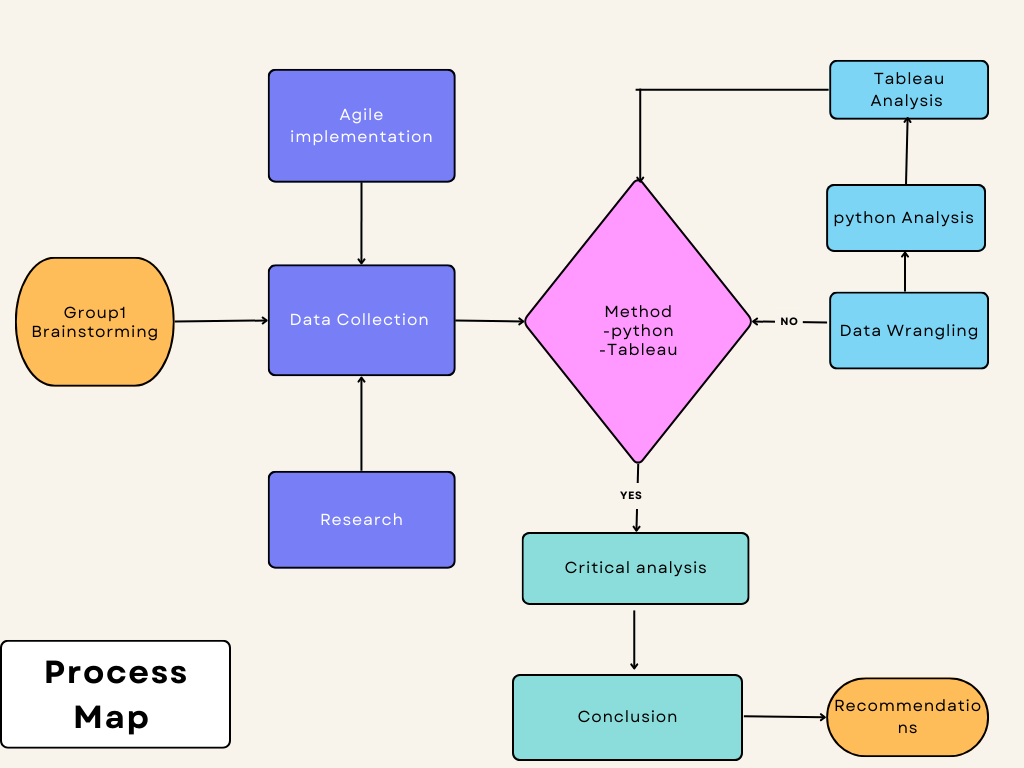 Tableau
Analysis
Agile
implementation
python Analysis
Group1
Brainstorming
Data Collection
Method
-python
-Tableau
NO
Data Wrangling
YES
Research
Critical analysis
Process
Map
Conclusion
Recommendatio
ns